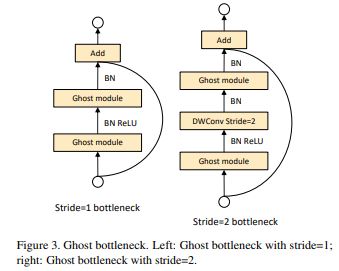 Add
BN
Ghost module
BN ReLU
Ghost module
Stride=1 bottleneck
Add
BN
Ghost module
BN
DWConv Stride=2
BN ReLU
Ghost module
Stride=2 bottleneck
Figure 3. Ghost bottleneck. Left: Ghost bottleneck with stride=1;
right: Ghost bottleneck with stride=2.